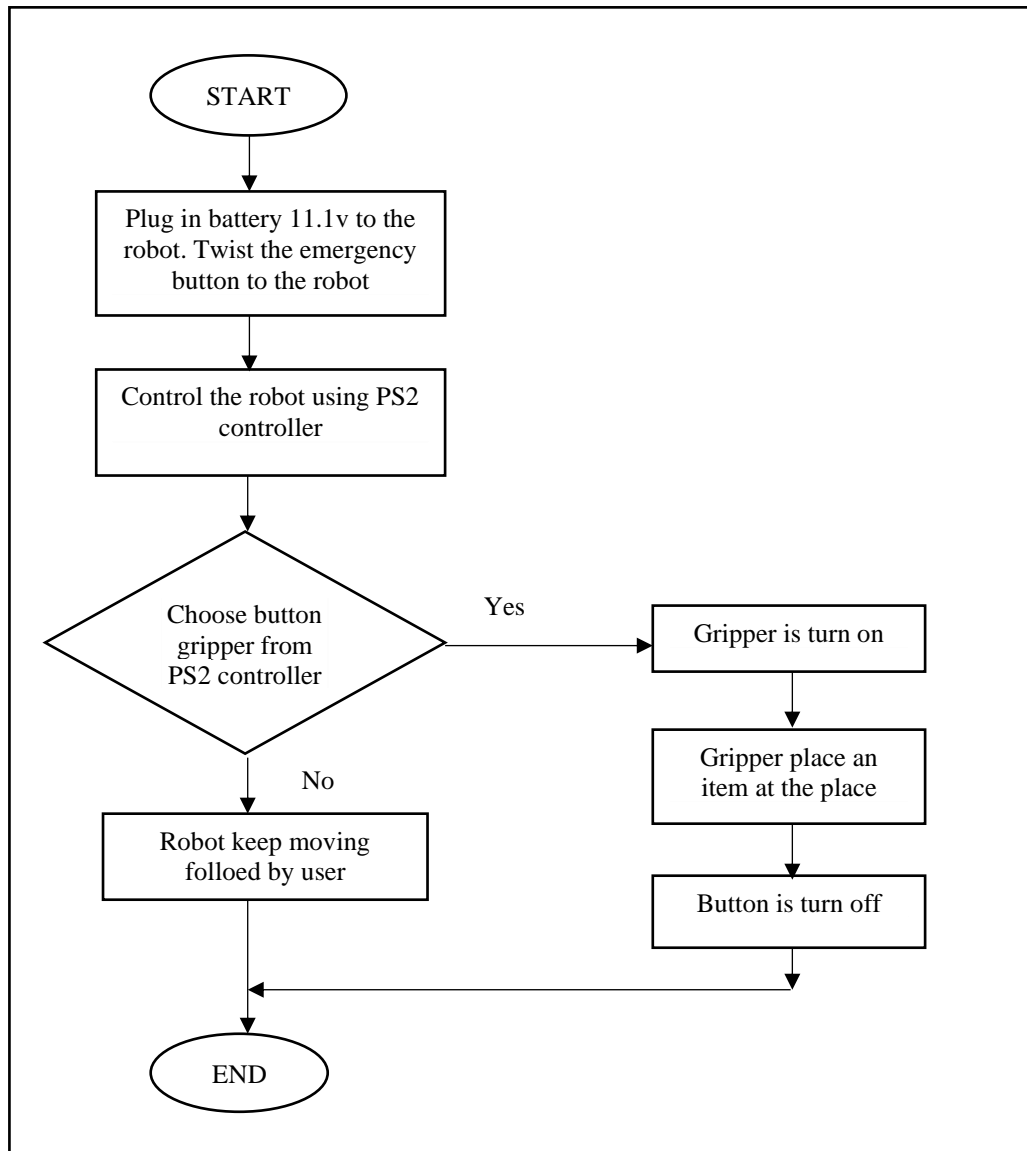 START
Plug in battery 11.1v to the
robot. Twist the emergency
button to the robot
Control the robot using PS2
controller
Choose button
gripper from
PS2 controller
Yes
Gripper is turn on
Gripper place an
item at the place
Button is turn off
No
Robot keep moving
folloed by user
END